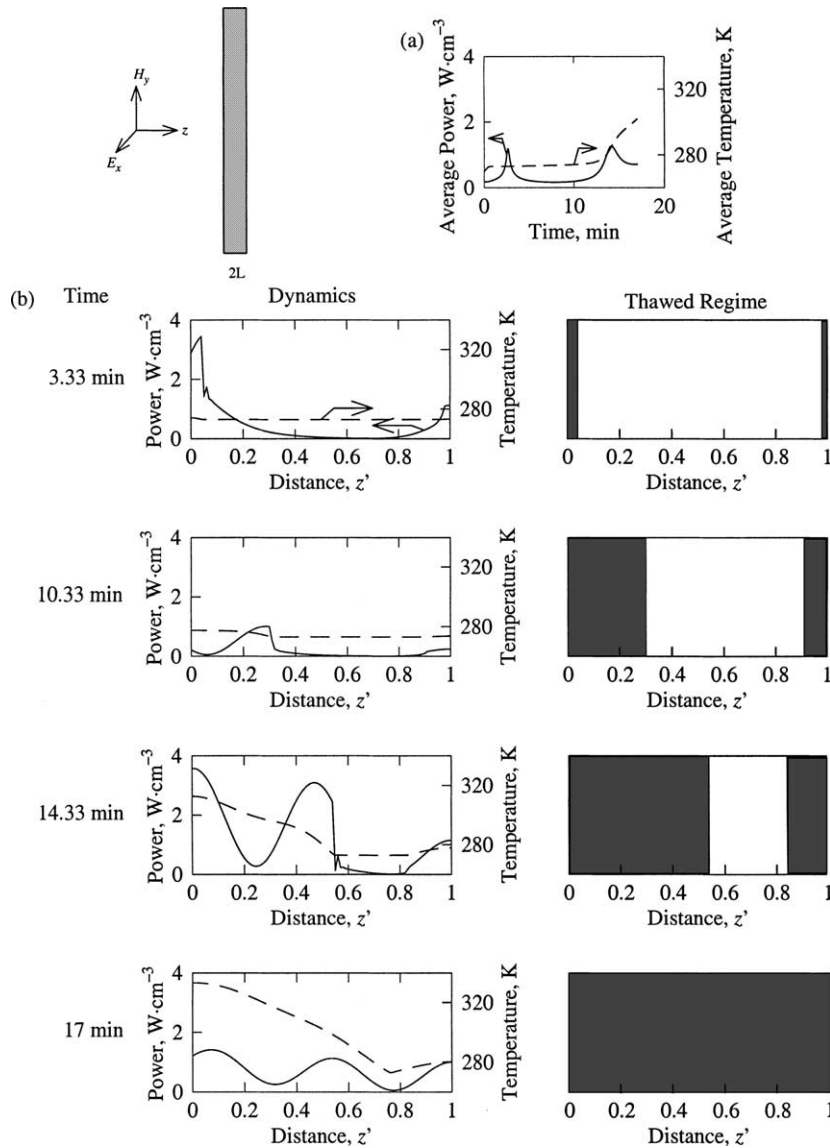 H_y
z
E_x
2L
(a)
Average Power, W·cm⁻³
4
2
0
0
10
20
Time, min
320
280
Average Temperature, K
(b)
Time
Dynamics
Thawed Regime
3.33 min
Power, W·cm⁻³
4
2
0
0 0.2 0.4 0.6 0.8 1
Distance, z’
320
280
Temperature, K
0 0.2 0.4 0.6 0.8 1
Distance, z’
10.33 min
Power, W·cm⁻³
4
2
0
0 0.2 0.4 0.6 0.8 1
Distance, z’
320
280
Temperature, K
0 0.2 0.4 0.6 0.8 1
Distance, z’
14.33 min
Power, W·cm⁻³
4
2
0
0 0.2 0.4 0.6 0.8 1
Distance, z’
320
280
Temperature, K
0 0.2 0.4 0.6 0.8 1
Distance, z’
17 min
Power, W·cm⁻³
4
2
0
0 0.2 0.4 0.6 0.8 1
Distance, z’
320
280
Temperature, K
0 0.2 0.4 0.6 0.8 1
Distance, z’